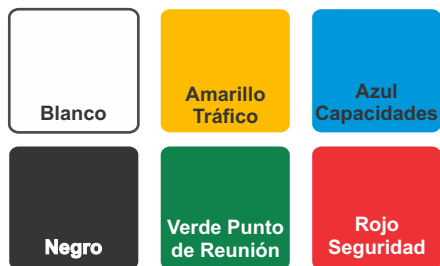 Blanco
Amarillo
Tráfico
Azul
Capacidades
Negro
Verde Punto
de Reunión
Rojo
Seguridad